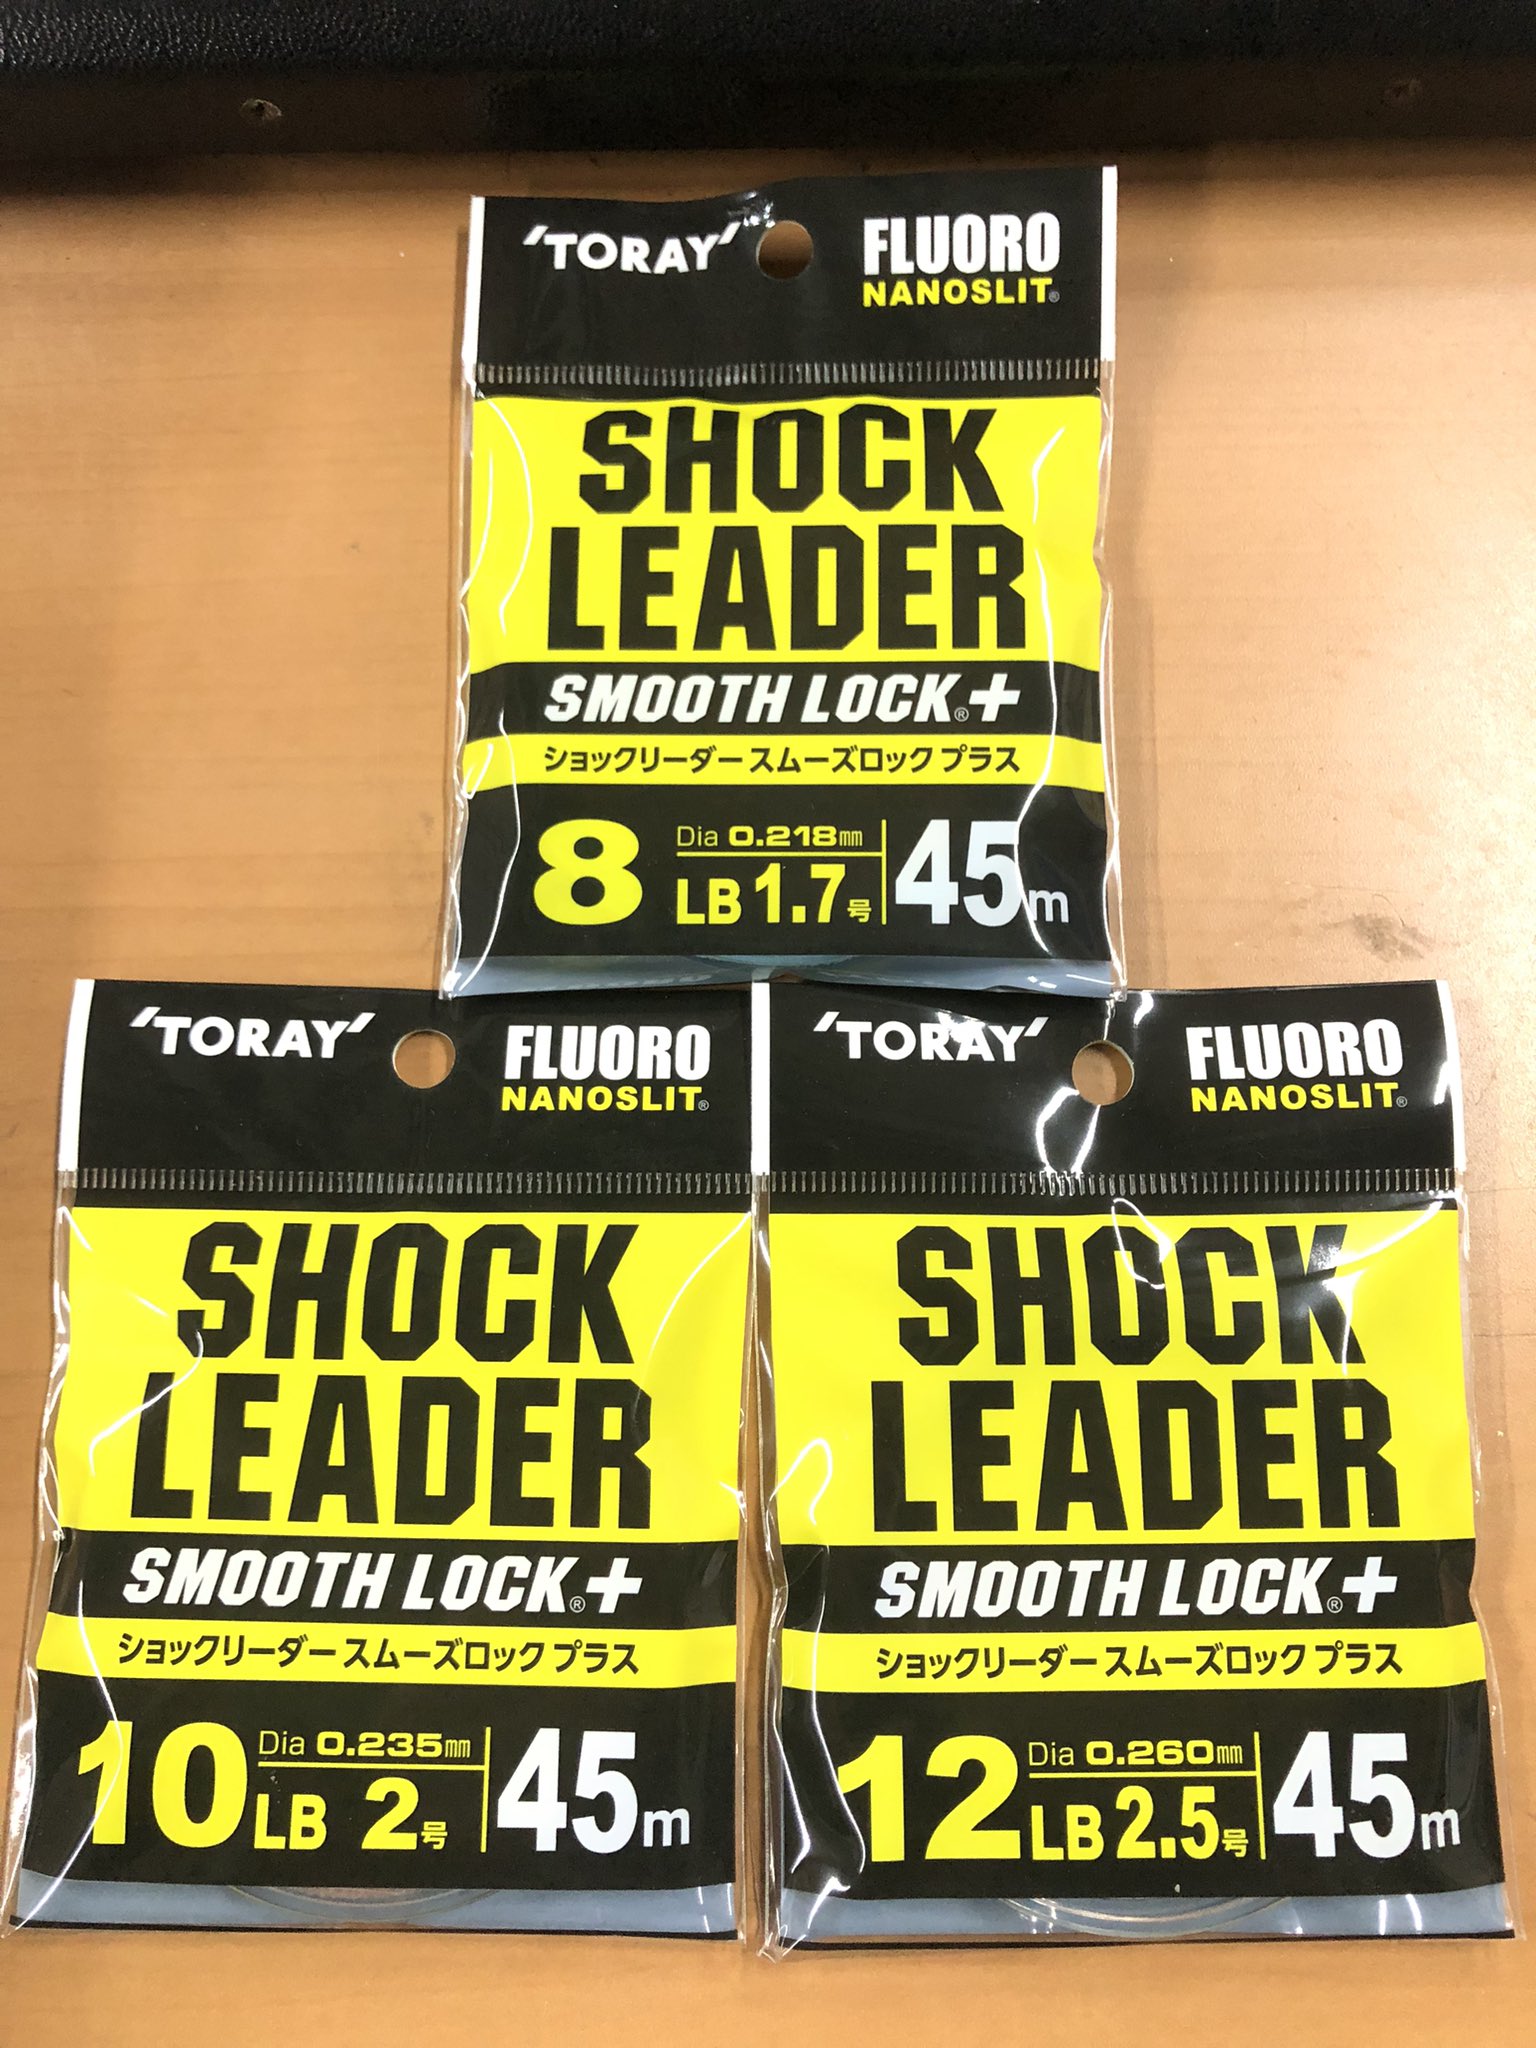 'TORAY' FLUORO
NANOSLIT®
SHOCK
LEADER
SMOOTH LOCK®+
ショックリーダー スムーズロック プラス
8 Dia 0.218mm 45m
LB 1.7号
'TORAY' FLUORO
NANOSLIT®
SHOCK
LEADER
SMOOTH LOCK®+
ショックリーダー スムーズロック プラス
10 Dia 0.235mm 45m
LB 2号
'TORAY' FLUORO
NANOSLIT®
SHOCK
LEADER
SMOOTH LOCK®+
ショックリーダー スムーズロック プラス
12 Dia 0.260mm 45m
LB 2.5号